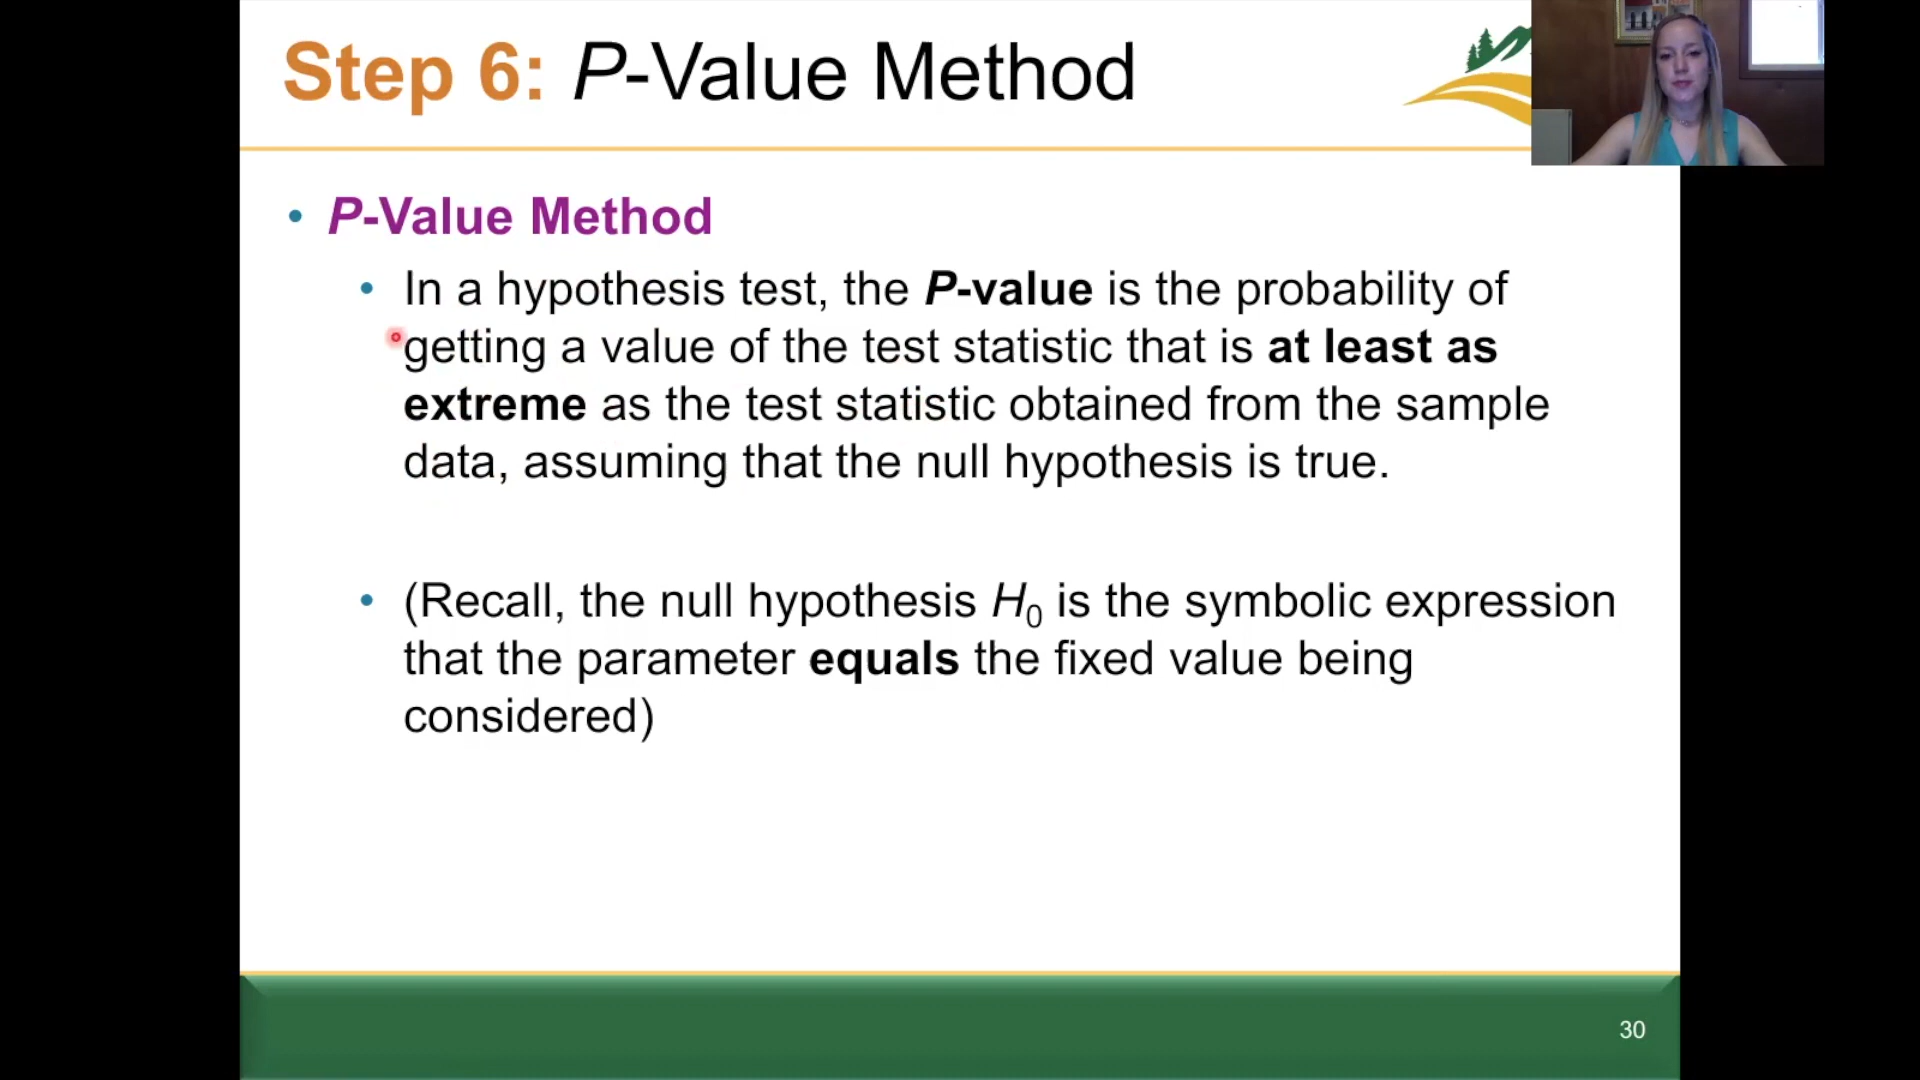 Step 6: P-Value Method
• P-Value Method
• In a hypothesis test, the P-value is the probability of
getting a value of the test statistic that is at least as
extreme as the test statistic obtained from the sample
data, assuming that the null hypothesis is true.
• (Recall, the null hypothesis H₀ is the symbolic expression
that the parameter equals the fixed value being
considered)
30